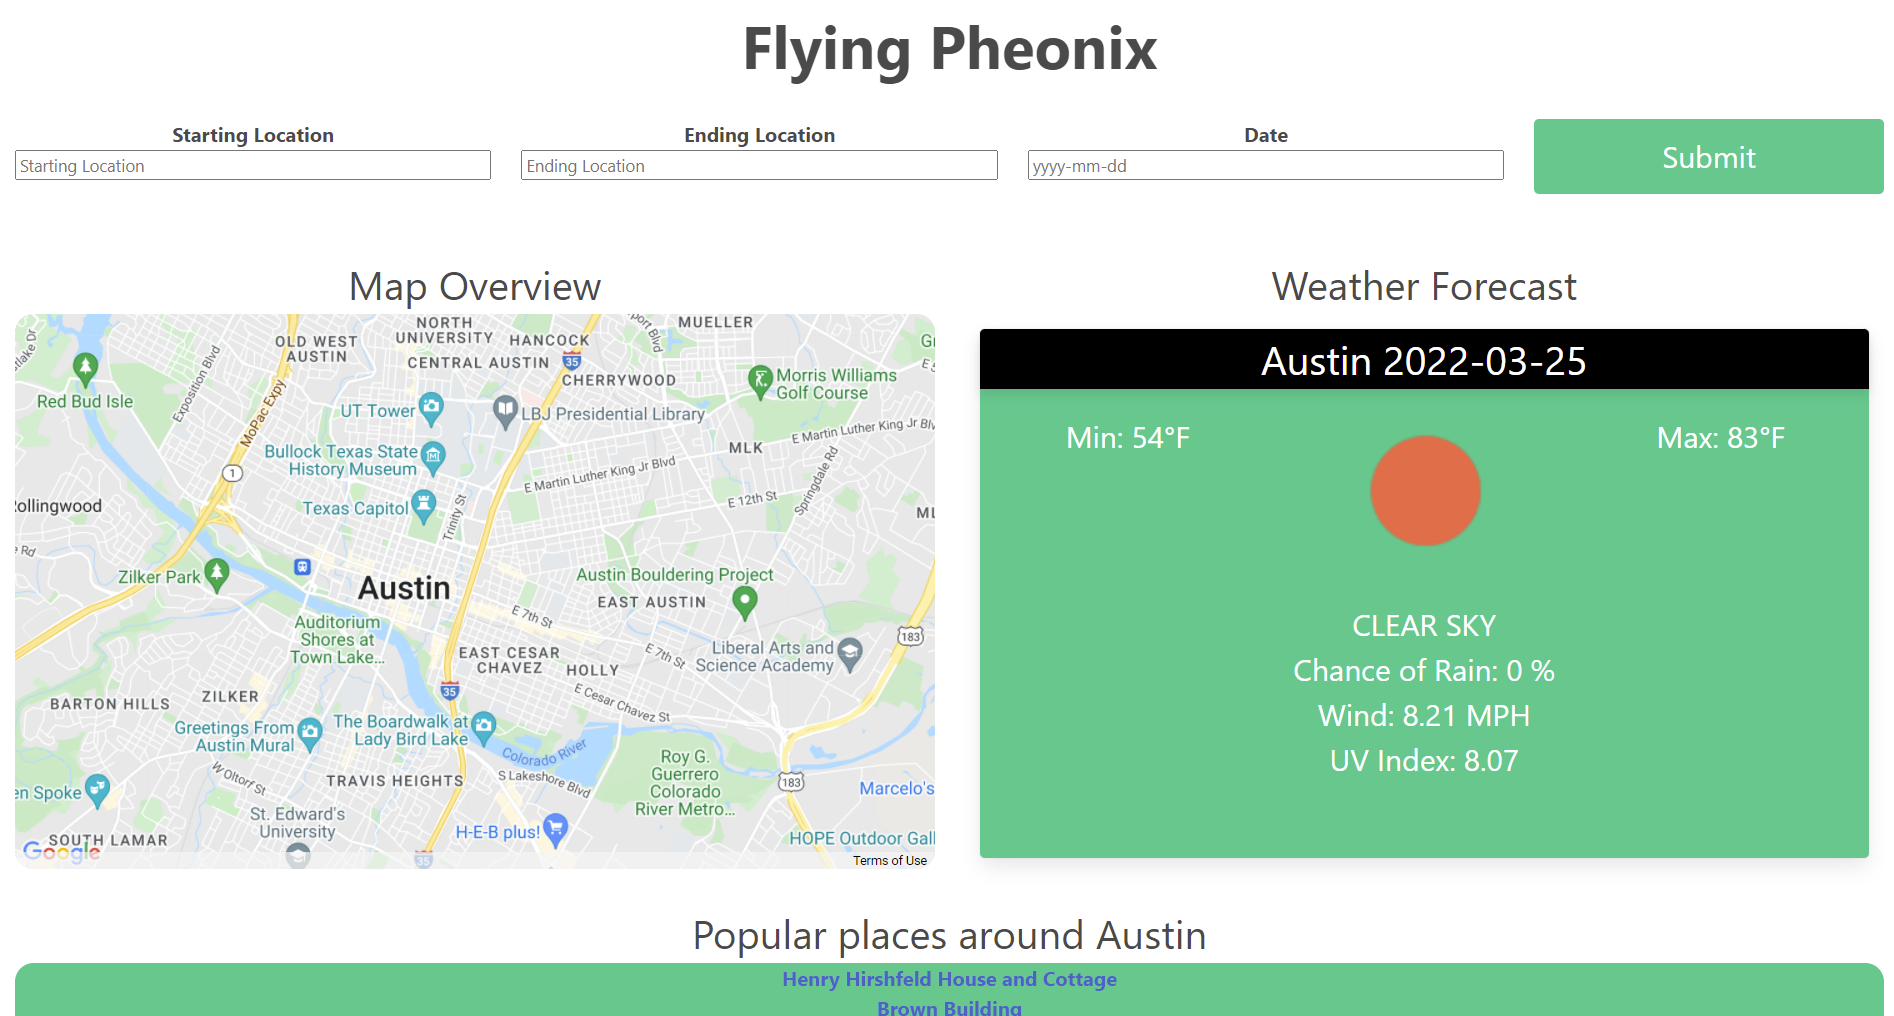 Flying Pheonix
Starting Location
Ending Location
Date
Starting Location
Ending Location
yyyy-mm-dd
Submit
Map Overview
NORTH
UNIVERSITY
OLD WEST
AUSTIN
HANCOCK
MUELLER
CENTRAL AUSTIN
35
CHERRYWOOD
Morris Williams
Golf Course
Red Bud Isle
Exposition Blvd
MoPac Expy
UT Tower
LBJ Presidential Library
E Martin Luther King Jr Blv
Bullock Texas State
History Museum
MLK
1
E Martin Luther King Jr Blvd
Springdale Rd
E 12th St
Texas Capitol
Trinity St
ollingwood
ML
Zilker Park
Austin
Austin Bouldering Project
EAST AUSTIN
E 7th St
Auditorium
Shores at
Town Lake...
183
EAST CESAR
CHAVEZ
HOLLY
E 7th St
Liberal Arts and
Science Academy
35
E Cesar Chavez St
ZILKER
BARTON HILLS
Greetings From
Austin Mural
The Boardwalk at
Lady Bird Lake
Colorado River
Roy G.
Guerrero
Colorado
River Metro...
W Oltorf St
TRAVIS HEIGHTS
S Lakeshore Blvd
183
Marcelo's
en Spoke
St. Edward's
University
H-E-B plus!
HOPE Outdoor Gall
SOUTH LAMAR
Google
35
Terms of Use
Weather Forecast
Austin 2022-03-25
Min: 54°F
Max: 83°F
CLEAR SKY
Chance of Rain: 0 %
Wind: 8.21 MPH
UV Index: 8.07
Popular places around Austin
Henry Hirshfeld House and Cottage
Brown Building